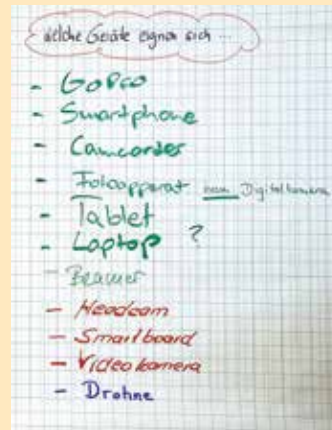 welche Geräte eignen sich ...
- GoPro
- Smartphone
- Camcorder
- Fotoapparat bzw. Digitalkamera
- Tablet
- Laptop ?
- Beamer
- Headcam
- Smartboard
- Videokamera
- Drohne